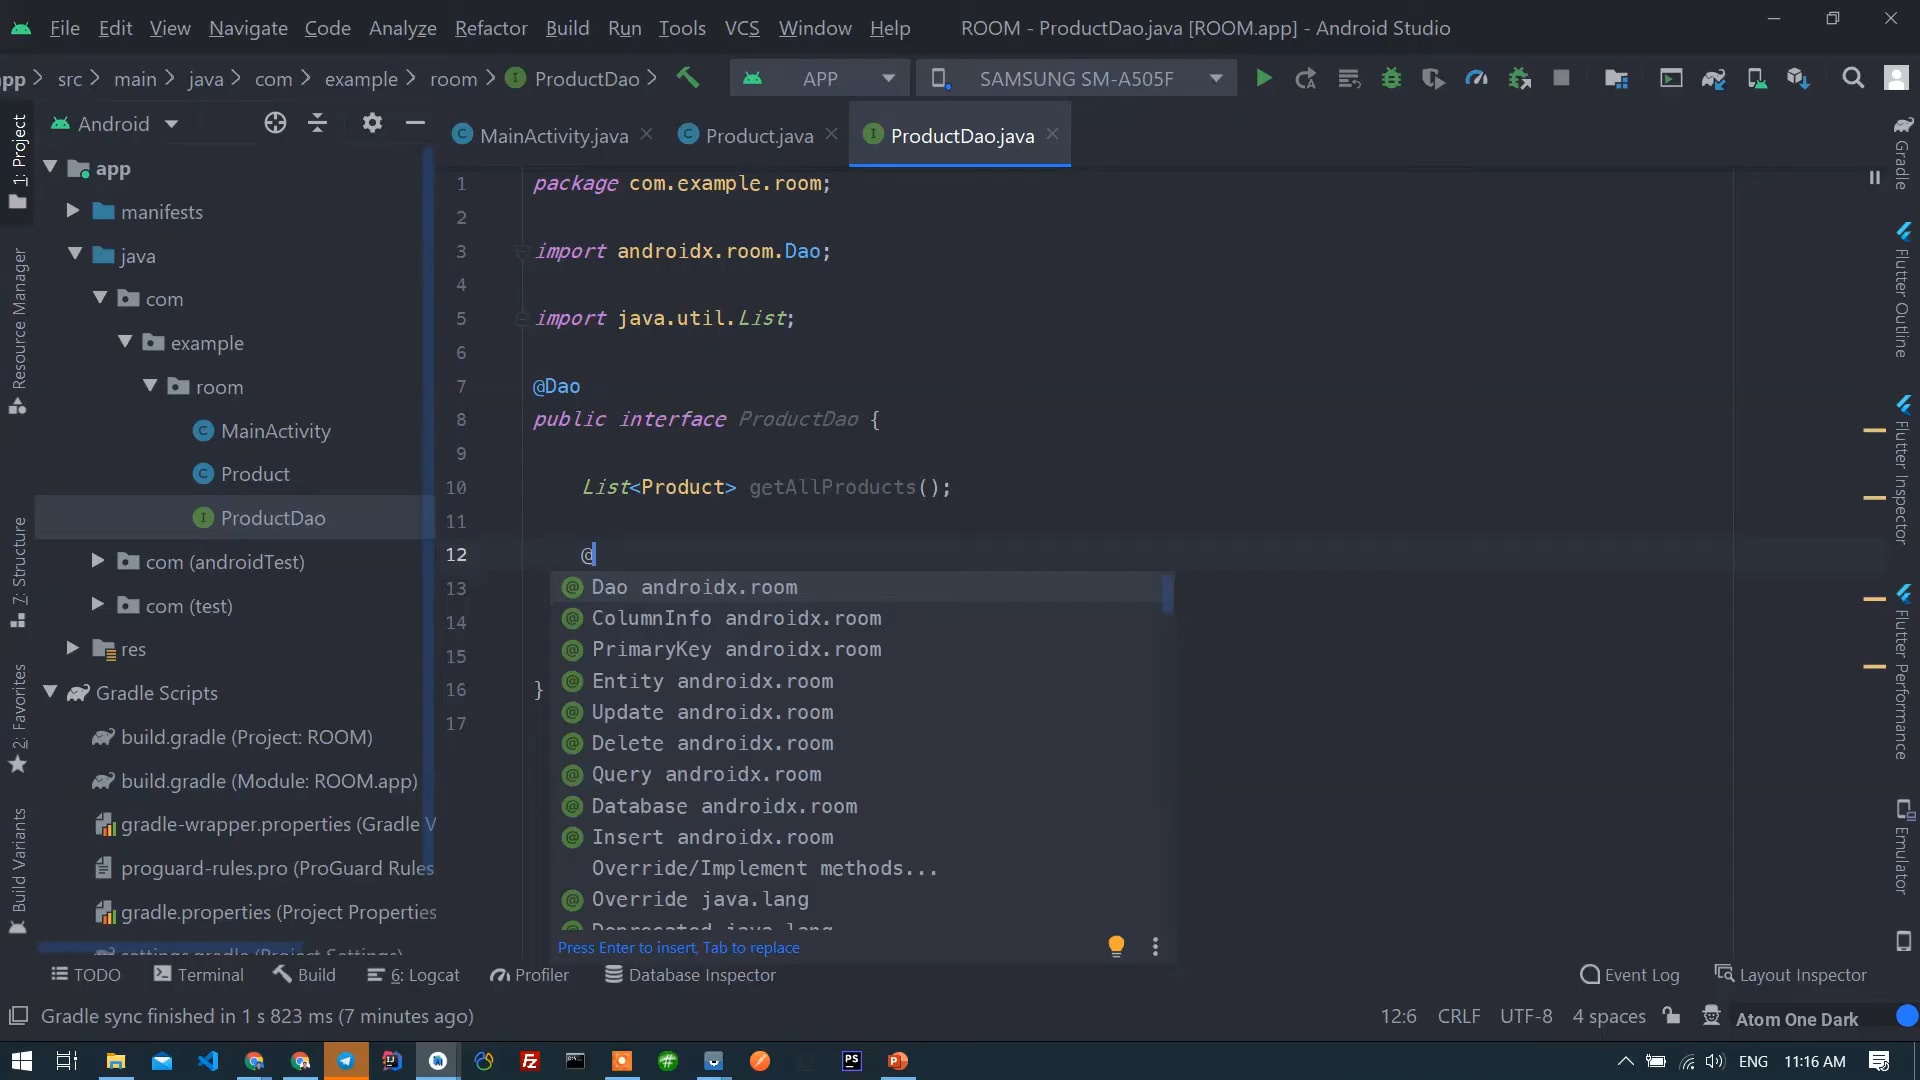 File Edit View Navigate Code Analyze Refactor Build Run Tools VCS Window Help ROOM - ProductDao.java [ROOM.app] - Android Studio
app src main java com example room ProductDao APP SAMSUNG SM-A505F
Android
MainActivity.java Product.java ProductDao.java
1: Project
Resource Manager
7: Structure
2: Favorites
Build Variants
app
manifests
java
com
example
room
MainActivity
Product
ProductDao
com (androidTest)
com (test)
res
Gradle Scripts
build.gradle (Project: ROOM)
build.gradle (Module: ROOM.app)
gradle-wrapper.properties (Gradle V
proguard-rules.pro (ProGuard Rules
gradle.properties (Project Properties
settings.gradle (Project Settings)
1 package com.example.room;
2
3 import androidx.room.Dao;
4
5 import java.util.List;
6
7 @Dao
8 public interface ProductDao {
9
10 List<Product> getAllProducts();
11
12 @
13
14
15
16 }
17
@ Dao androidx.room
@ ColumnInfo androidx.room
@ PrimaryKey androidx.room
@ Entity androidx.room
@ Update androidx.room
@ Delete androidx.room
@ Query androidx.room
@ Database androidx.room
@ Insert androidx.room
Override/Implement methods...
@ Override java.lang
@ Deprecated java.lang
Press Enter to insert, Tab to replace
Gradle
Flutter Outline
Flutter Inspector
Flutter Performance
Emulator
TODO Terminal Build 6: Logcat Profiler Database Inspector Event Log Layout Inspector
Gradle sync finished in 1 s 823 ms (7 minutes ago) 12:6 CRLF UTF-8 4 spaces Atom One Dark
ENG 11:16 AM